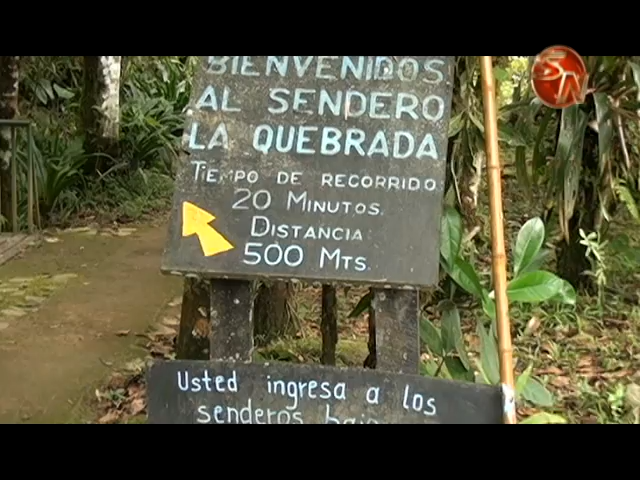 BIENVENIDOS
AL SENDERO
LA QUEBRADA
TIEMPO DE RECORRIDO
20 MINUTOS.
DISTANCIA:
500 MTS.
Usted ingresa a los
senderos bajo